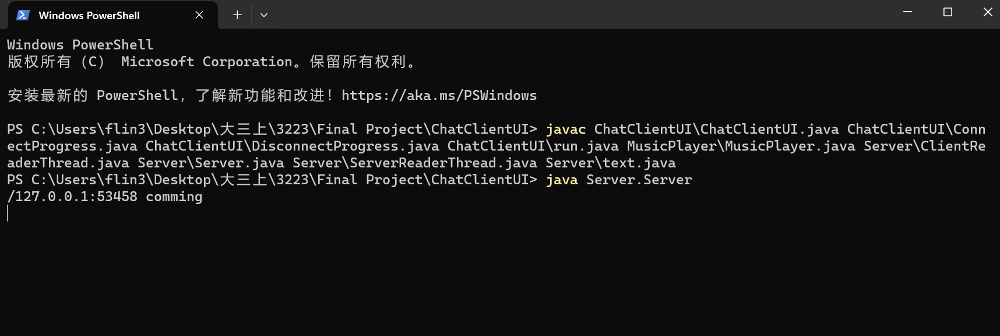 Windows PowerShell
Windows PowerShell
版权所有（C） Microsoft Corporation。保留所有权利。
安装最新的 PowerShell，了解新功能和改进！https://aka.ms/PSWindows
PS C:\Users\flin3\Desktop\大三上\3223\Final Project\ChatClientUI> javac ChatClientUI\ChatClientUI.java ChatClientUI\Conn
ectProgress.java ChatClientUI\DisconnectProgress.java ChatClientUI\run.java MusicPlayer\MusicPlayer.java Server\ClientRe
aderThread.java Server\Server.java Server\ServerReaderThread.java Server\text.java
PS C:\Users\flin3\Desktop\大三上\3223\Final Project\ChatClientUI> java Server.Server
/127.0.0.1:53458 comming